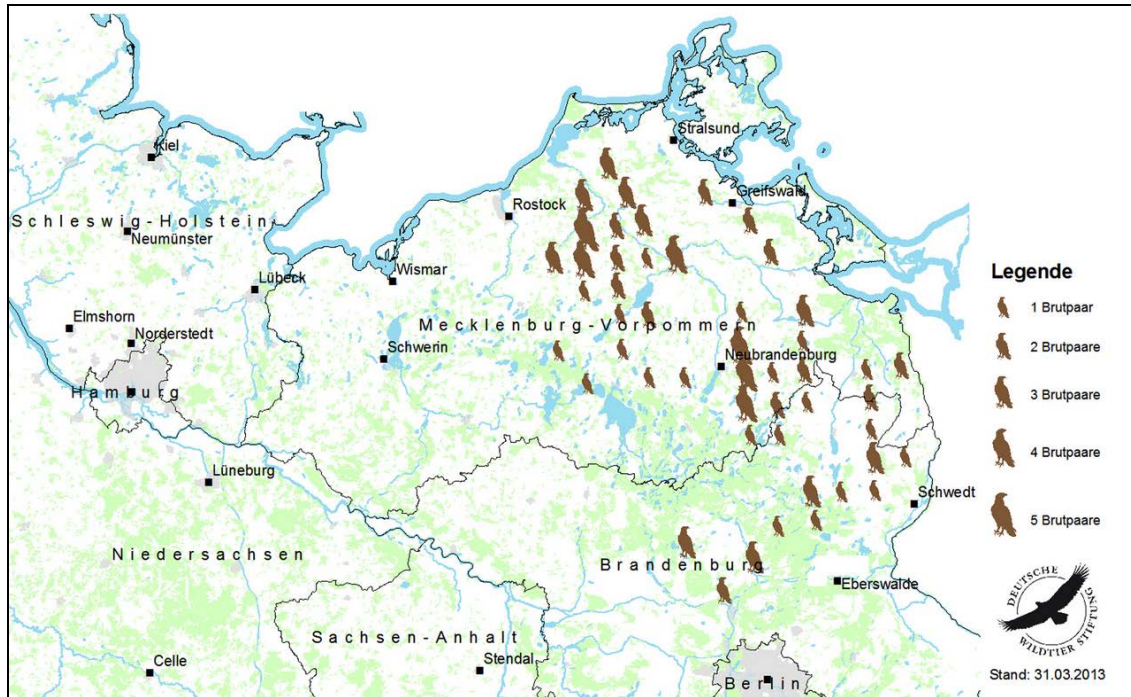 Stralsund
Kiel
Greifswald
Rostock
Schleswig-Holstein
Neumünster
Wismar
Lübeck
Legende
1 Brutpaar
Elmshorn
Norderstedt
Mecklenburg-Vorpommern
2 Brutpaare
Schwerin
Neubrandenburg
Hamburg
3 Brutpaare
4 Brutpaare
Lüneburg
Schwedt
5 Brutpaare
Niedersachsen
Brandenburg
Eberswalde
DEUTSCHE
WILDTIER STIFTUNG
Sachsen-Anhalt
Celle
Stendal
Berlin
Stand: 31.03.2013